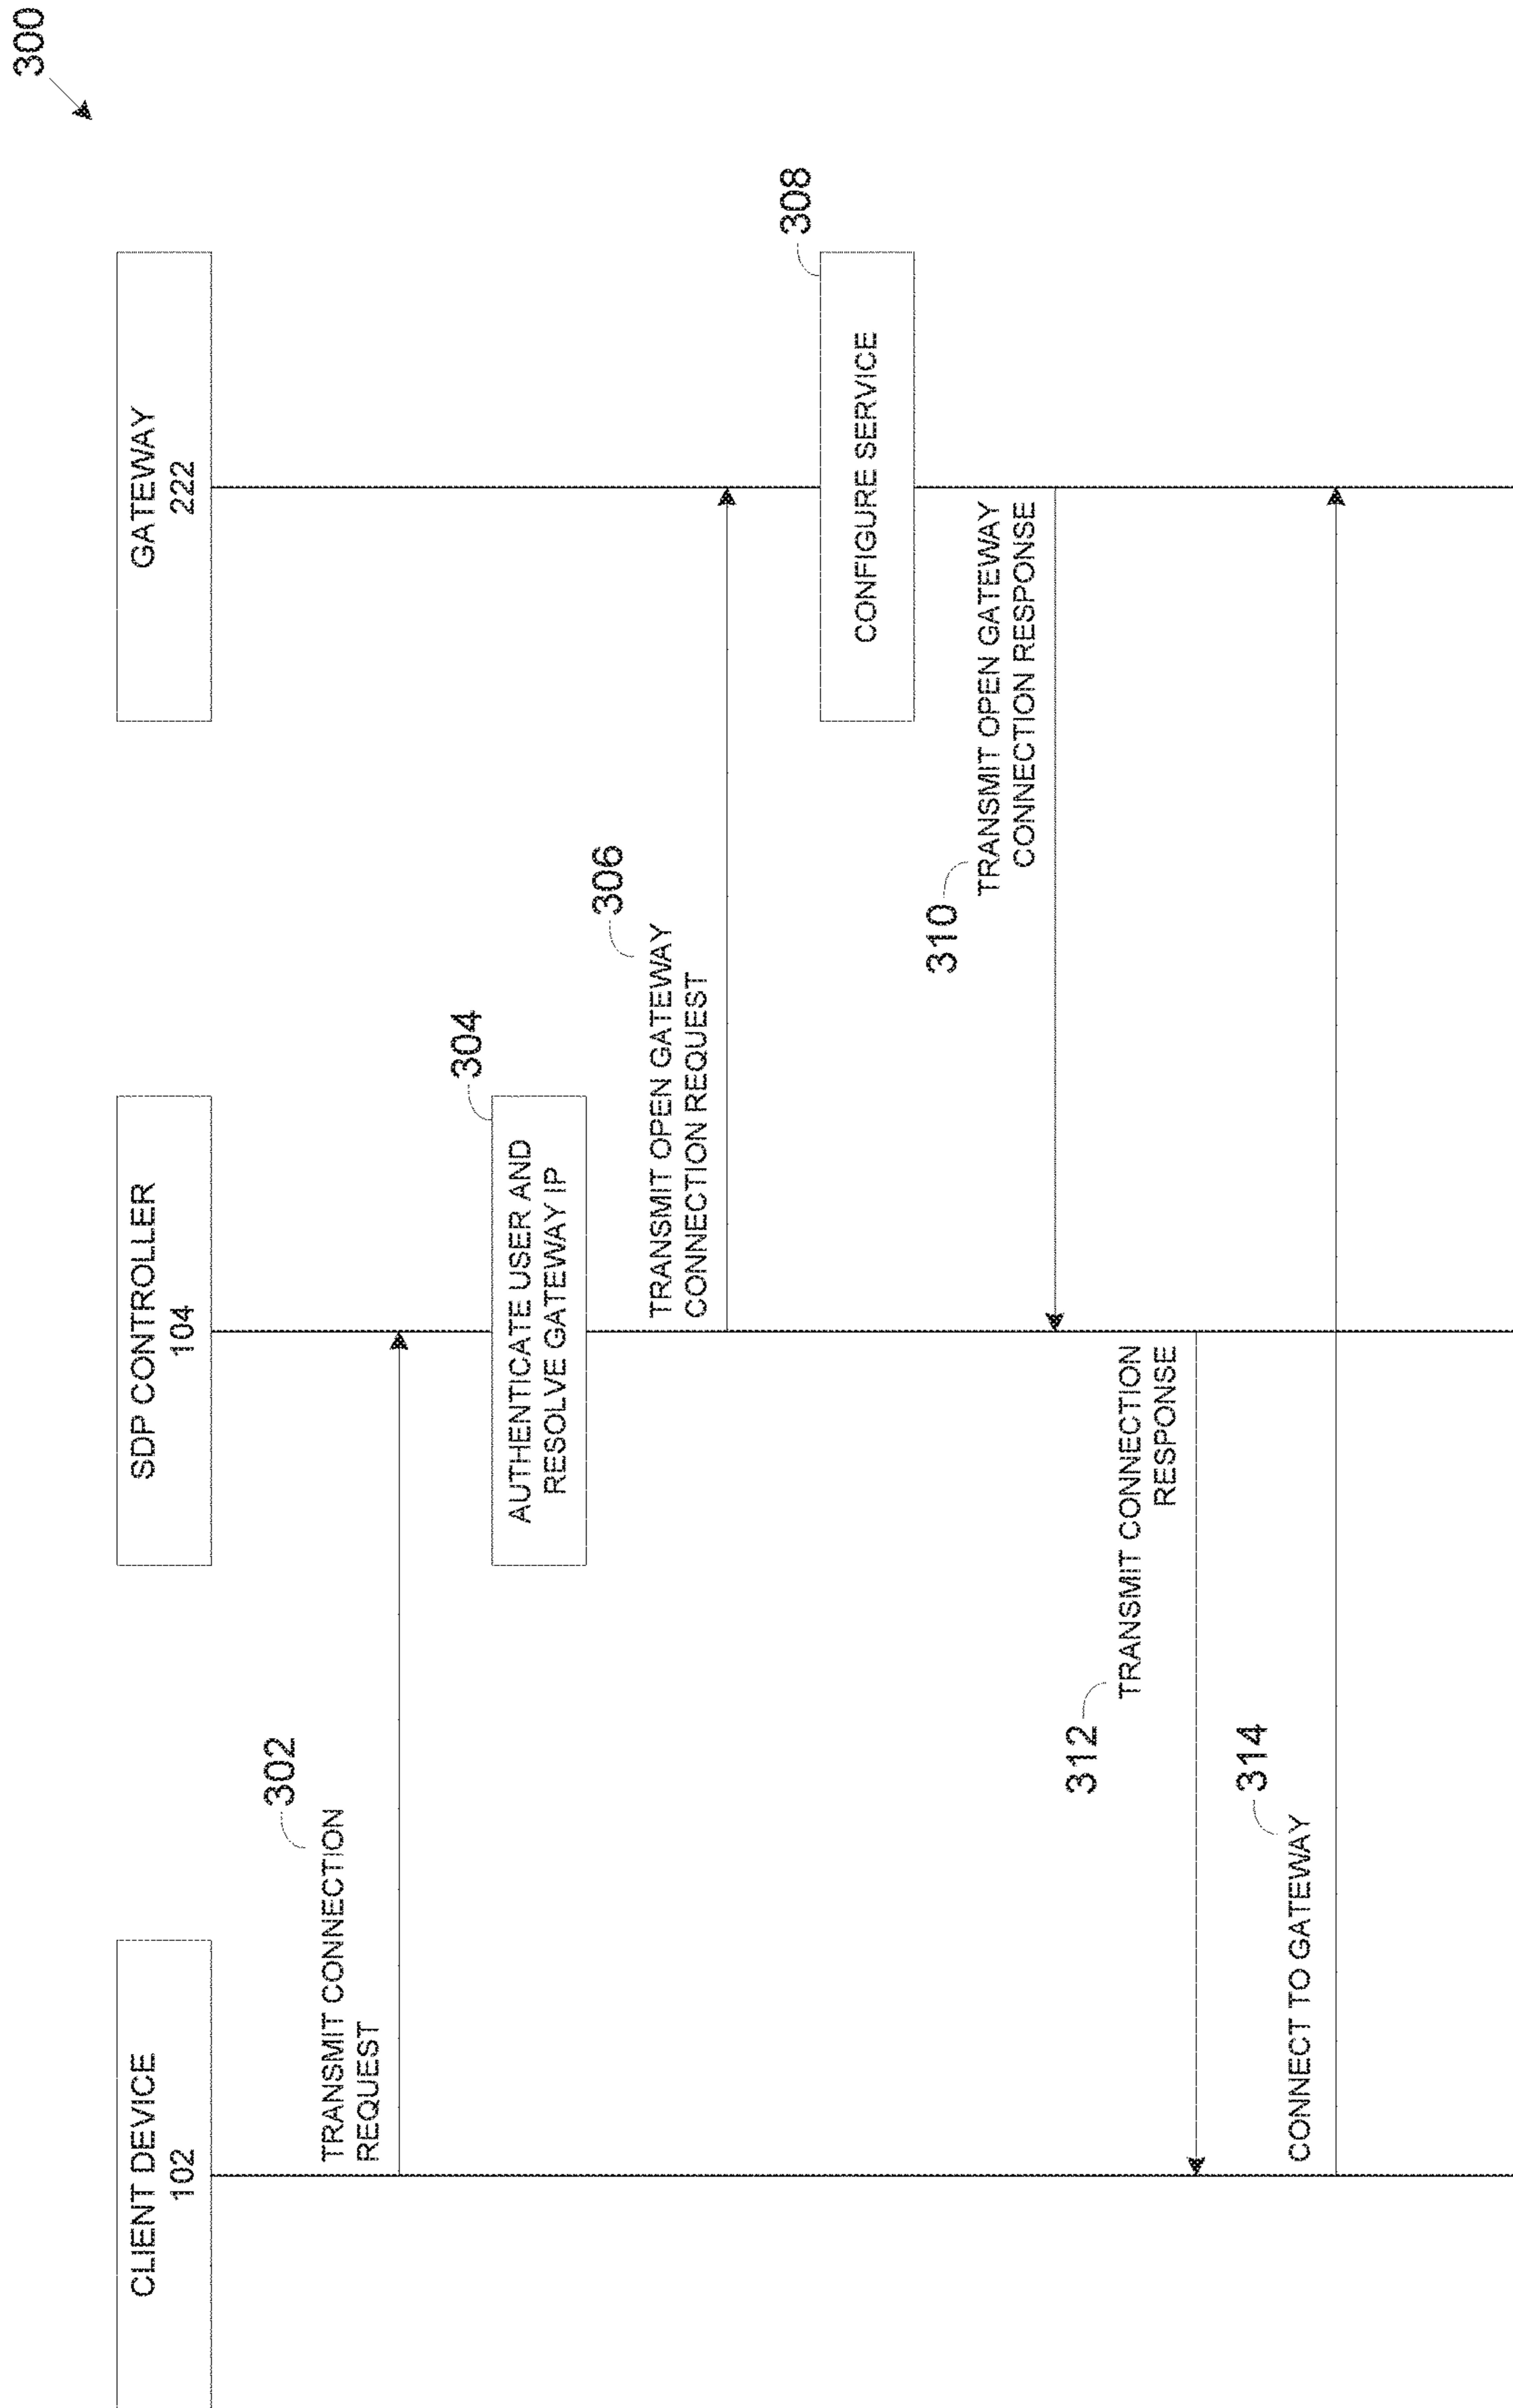 300
CLIENT DEVICE
102
SDP CONTROLLER
104
GATEWAY
222
302
TRANSMIT CONNECTION
REQUEST
304
AUTHENTICATE USER AND
RESOLVE GATEWAY IP
306
TRANSMIT OPEN GATEWAY
CONNECTION REQUEST
308
CONFIGURE SERVICE
310
TRANSMIT OPEN GATEWAY
CONNECTION RESPONSE
312
TRANSMIT CONNECTION
RESPONSE
314
CONNECT TO GATEWAY